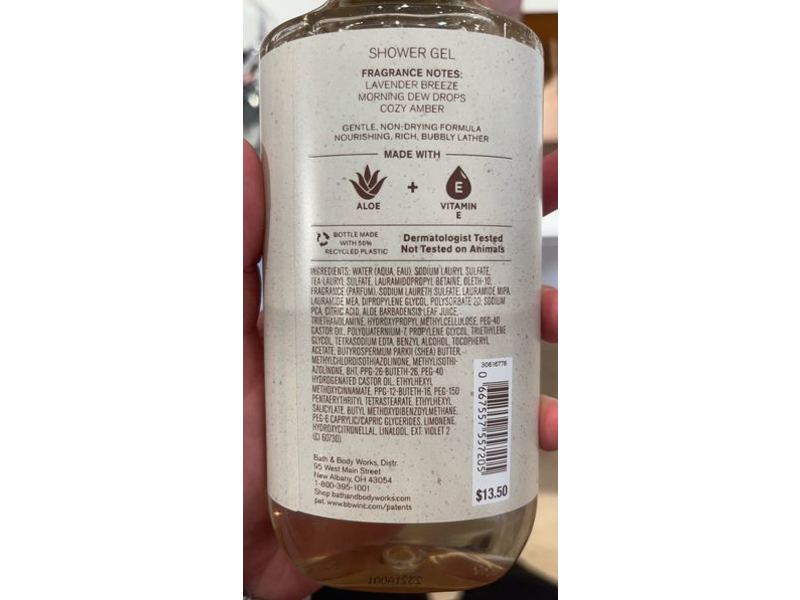 SHOWER GEL
FRAGRANCE NOTES:
LAVENDER BREEZE
MORNING DEW DROPS
COZY AMBER
GENTLE, NON-DRYING FORMULA
NOURISHING, RICH, BUBBLY LATHER
MADE WITH
ALOE
+
E
VITAMIN
E
BOTTLE MADE
WITH 50%
RECYCLED PLASTIC
Dermatologist Tested
Not Tested on Animals
INGREDIENTS: WATER (AQUA, EAU), SODIUM LAURYL SULFATE,
TEA-LAURYL SULFATE, LAURAMIDOPROPYL BETAINE, OLETH-10,
FRAGRANCE (PARFUM), SODIUM LAURETH SULFATE, LAURAMIDE MIPA,
LAURAMIDE MEA, DIPROPYLENE GLYCOL, POLYSORBATE 20, SODIUM
PCA, CITRIC ACID, ALOE BARBADENSIS LEAF JUICE,
TRIETHANOLAMINE, HYDROXYPROPYL METHYLCELLULOSE, PEG-40
CASTOR OIL, POLYQUATERNIUM-7, PROPYLENE GLYCOL, TRIETHYLENE
GLYCOL, TETRASODIUM EDTA, BENZYL ALCOHOL, TOCOPHERYL
ACETATE, BUTYROSPERMUM PARKII (SHEA) BUTTER,
METHYLCHLOROISOTHIAZOLINONE, METHYLISOTHI-
AZOLINONE, BHT, PPG-26-BUTETH-26, PEG-40
HYDROGENATED CASTOR OIL, ETHYLHEXYL
METHOXYCINNAMATE, PPG-12-BUTETH-16, PEG-150
PENTAERYTHRITYL TETRASTEARATE, ETHYLHEXYL
SALICYLATE, BUTYL METHOXYDIBENZOYLMETHANE,
PEG-6 CAPRYLIC/CAPRIC GLYCERIDES, LIMONENE,
HYDROXYCITRONELLAL, LINALOOL, EXT. VIOLET 2
(CI 60730).
30616776
0 667557 557205
$13.50
Bath & Body Works, Distr.
95 West Main Street
New Albany, OH 43054
1-800-395-1001
Shop bathandbodyworks.com
pat. www.bbwinc.com/patents